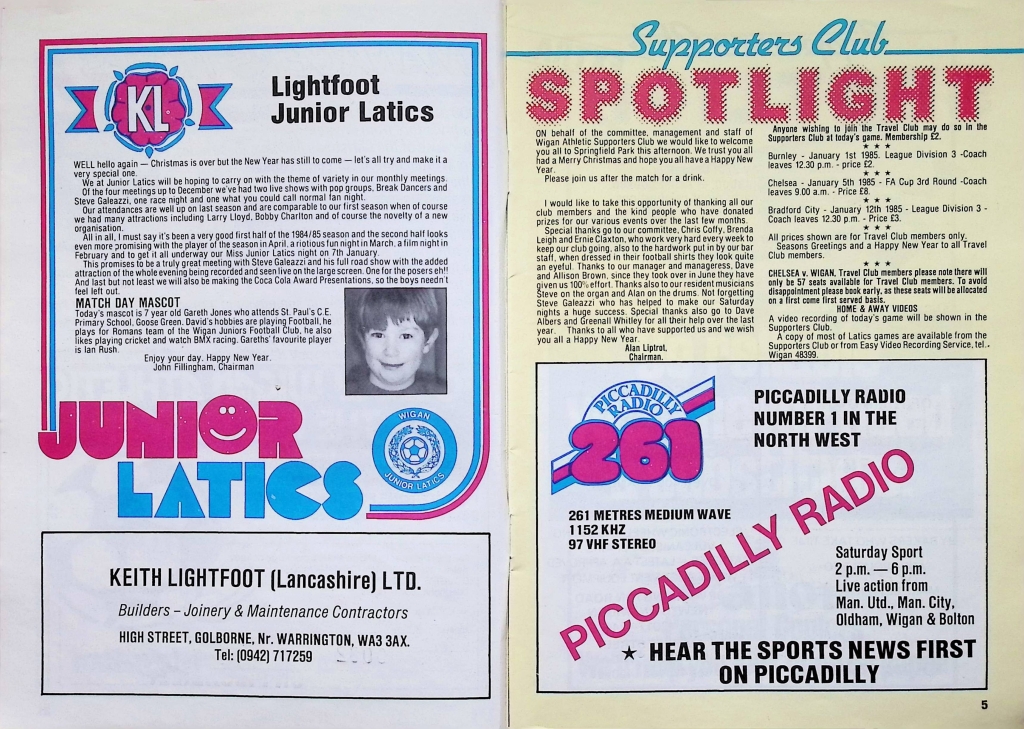 KL
Lightfoot
Junior Latics
WELL hello again — Christmas is over but the New Year has still to come — let's all try and make it a
very special one.
We at Junior Latics will be hoping to carry on with the theme of variety in our monthly meetings.
Of the four meetings up to December we've had two live shows with pop groups, Break Dancers and
Steve Galeazzi, one race night and one what you could call normal fan night.
Our attendances are well up on last season and are comparable to our first season when of course
we had many attractions including Larry Lloyd, Bobby Charlton and of course the novelty of a new
organisation.
All in all, I must say it's been a very good first half of the 1984/85 season and the second half looks
even more promising with the player of the season in April, a riotous fun night in March, a film night in
February and to get it all underway our Miss Junior Latics night on 7th January.
This promises to be a truly great meeting with Steve Galeazzi and his full road show with the added
attraction of the whole evening being recorded and seen live on the large screen. One for the posers eh!!
And last but not least we will also be making the Coca Cola Award Presentations, so the boys needn't
feel left out.
MATCH DAY MASCOT
Today's mascot is 7 year old Gareth Jones who attends St. Paul's C.E.
Primary School, Goose Green. David's hobbies are playing Football, he
plays for Romans team of the Wigan Juniors Football Club, he also
likes playing cricket and watch BMX racing. Gareths' favourite player
is Ian Rush.
Enjoy your day. Happy New Year.
John Fillingham, Chairman
JUNIOR
LATICS
WIGAN
JUNIOR LATICS
KEITH LIGHTFOOT (Lancashire) LTD.
Builders – Joinery & Maintenance Contractors
HIGH STREET, GOLBORNE, Nr. WARRINGTON, WA3 3AX.
Tel: (0942) 717259
Supporters Club
SPOTLIGHT
ON behalf of the committee, management and staff of
Wigan Athletic Supporters Club we would like to welcome
you all to Springfield Park this afternoon. We trust you all
had a Merry Christmas and hope you all have a Happy New
Year.
Please join us after the match for a drink.
I would like to take this opportunity of thanking all our
club members and the kind people who have donated
prizes for our various events over the last few months.
Special thanks go to our committee, Chris Coffy, Brenda
Leigh and Ernie Claxton, who work very hard every week to
keep our club going, also to the hardwork put in by our bar
staff, when dressed in their football shirts they look quite
an eyeful. Thanks to our manager and manageress, Dave
and Allison Brown, since they took over in June they have
given us 100% effort. Thanks also to our resident musicians
Steve on the organ and Alan on the drums. Not forgetting
Steve Galeazzi who has helped to make our Saturday
nights a huge success. Special thanks also go to Dave
Albers and Greenall Whitley for all their help over the last
year. Thanks to all who have supported us and we wish
you all a Happy New Year.
Alan Liptrot,
Chairman.
Anyone wishing to join the Travel Club may do so in the
Supporters Club at today's game. Membership £2.
★ ★ ★
Burnley - January 1st 1985. League Division 3 -Coach
leaves 12.30 p.m. - price £2.
★ ★ ★
Chelsea - January 5th 1985 - FA Cup 3rd Round -Coach
leaves 9.00 a.m. - Price £8.
★ ★ ★
Bradford City - January 12th 1985 - League Division 3 -
Coach leaves 12.30 p.m. - Price £3.
★ ★ ★
All prices shown are for Travel Club members only.
Seasons Greetings and a Happy New Year to all Travel
Club members.
★ ★ ★
CHELSEA v. WIGAN. Travel Club members please note there will
only be 57 seats available for Travel Club members. To avoid
disappointment please book early, as these seats will be allocated
on a first come first served basis.
HOME & AWAY VIDEOS
A video recording of today's game will be shown in the
Supporters Club.
A copy of most of Latics games are available from the
Supporters Club or from Easy Video Recording Service, tel..
Wigan 48399.
PICCADILLY
RADIO
261
PICCADILLY RADIO
NUMBER 1 IN THE
NORTH WEST
261 METRES MEDIUM WAVE
1152 KHZ
97 VHF STEREO
PICCADILLY RADIO
Saturday Sport
2 p.m. — 6 p.m.
Live action from
Man. Utd., Man. City,
Oldham, Wigan & Bolton
★ HEAR THE SPORTS NEWS FIRST
ON PICCADILLY
5